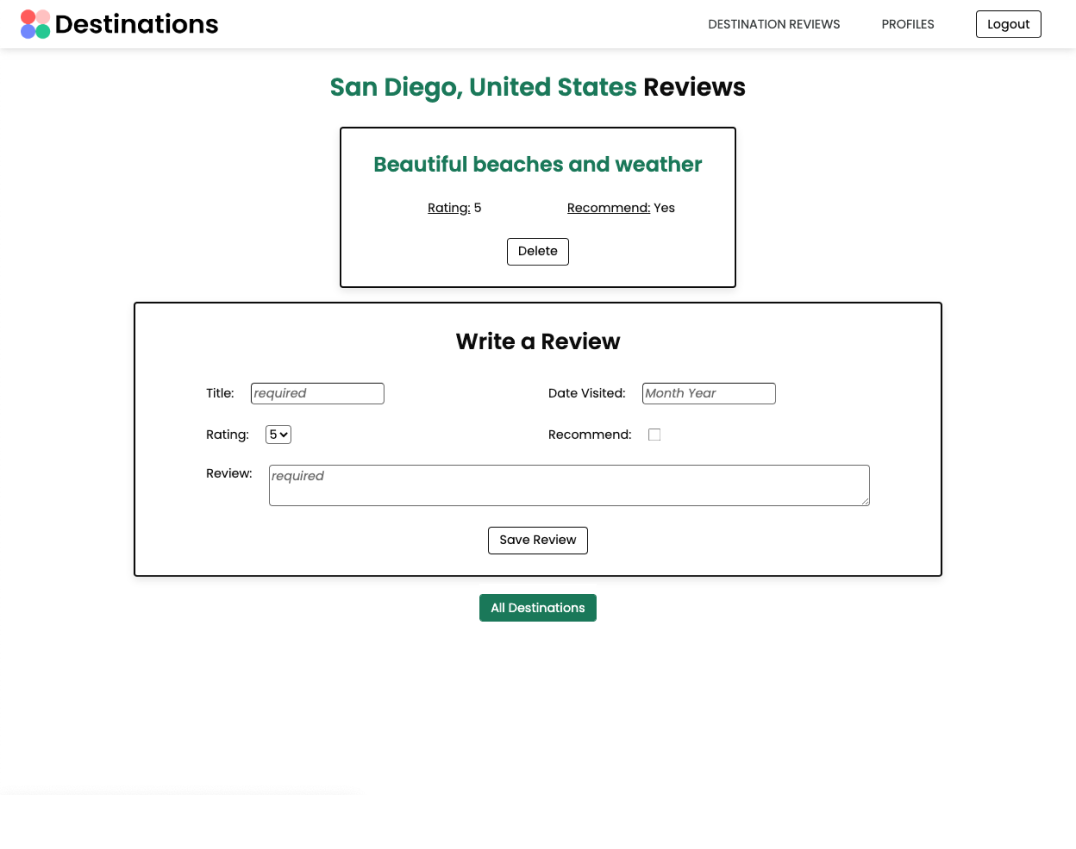 Destinations
DESTINATION REVIEWS
PROFILES
Logout
San Diego, United States Reviews
Beautiful beaches and weather
Rating: 5
Recommend: Yes
Delete
Write a Review
Title: required
Date Visited: Month Year
Rating: 5
Recommend:
Review: required
Save Review
All Destinations